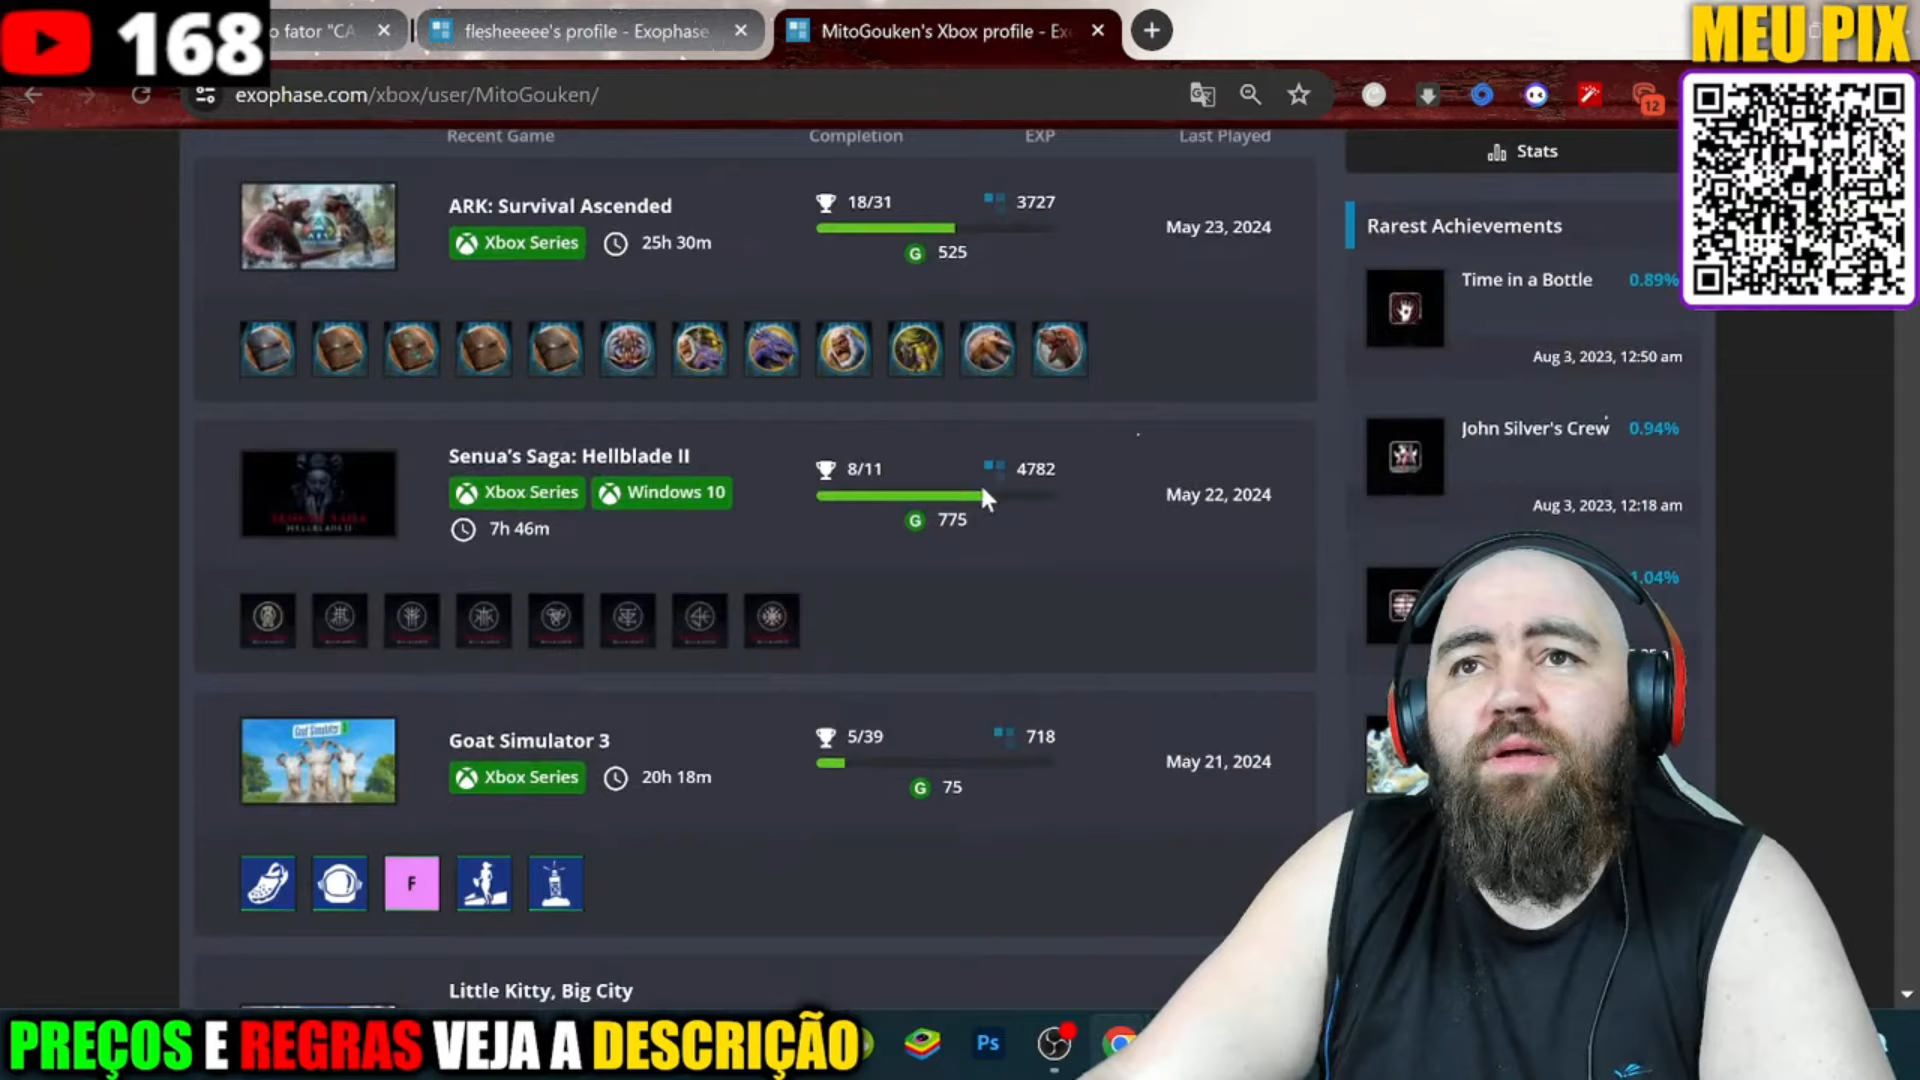 168
o fator "CA
flesheeeee's profile - Exophase
MitoGouken's Xbox profile - Ex
MEU PIX
exophase.com/xbox/user/MitoGouken/
12
Recent Game
Completion
EXP
Last Played
Stats
ARK: Survival Ascended
18/31
3727
Xbox Series
25h 30m
G 525
May 23, 2024
Rarest Achievements
Time in a Bottle
0.89%
Aug 3, 2023, 12:50 am
John Silver's Crew
0.94%
Aug 3, 2023, 12:18 am
1.04%
Senua's Saga: Hellblade II
8/11
4782
Xbox Series
Windows 10
7h 46m
G 775
May 22, 2024
Goat Simulator 3
5/39
718
Xbox Series
20h 18m
G 75
May 21, 2024
F
Little Kitty, Big City
PREÇOS E REGRAS VEJA A DESCRIÇÃO
Ps